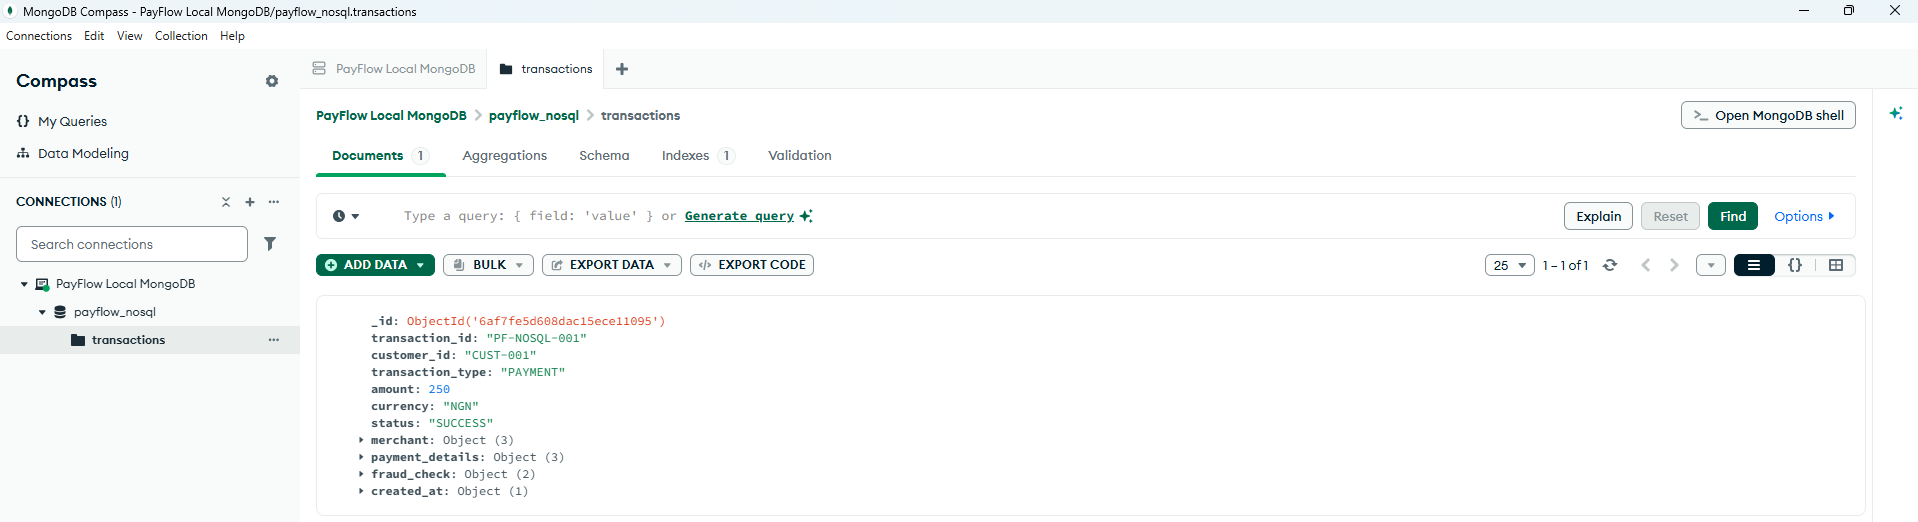 MongoDB Compass - PayFlow Local MongoDB/payflow_nosql.transactions
Connections Edit View Collection Help
Compass
My Queries
Data Modeling
CONNECTIONS (1)
Search connections
PayFlow Local MongoDB
payflow_nosql
transactions
PayFlow Local MongoDB transactions
PayFlow Local MongoDB > payflow_nosql > transactions
>_ Open MongoDB shell
Documents 1 Aggregations Schema Indexes 1 Validation
Type a query: { field: 'value' } or Generate query
Explain Reset Find Options
ADD DATA BULK EXPORT DATA EXPORT CODE
25 1–1 of 1
_id: ObjectId('6af7fe5d608dac15ece11095')
transaction_id: "PF-NOSQL-001"
customer_id: "CUST-001"
transaction_type: "PAYMENT"
amount: 250
currency: "NGN"
status: "SUCCESS"
merchant: Object (3)
payment_details: Object (3)
fraud_check: Object (2)
created_at: Object (1)